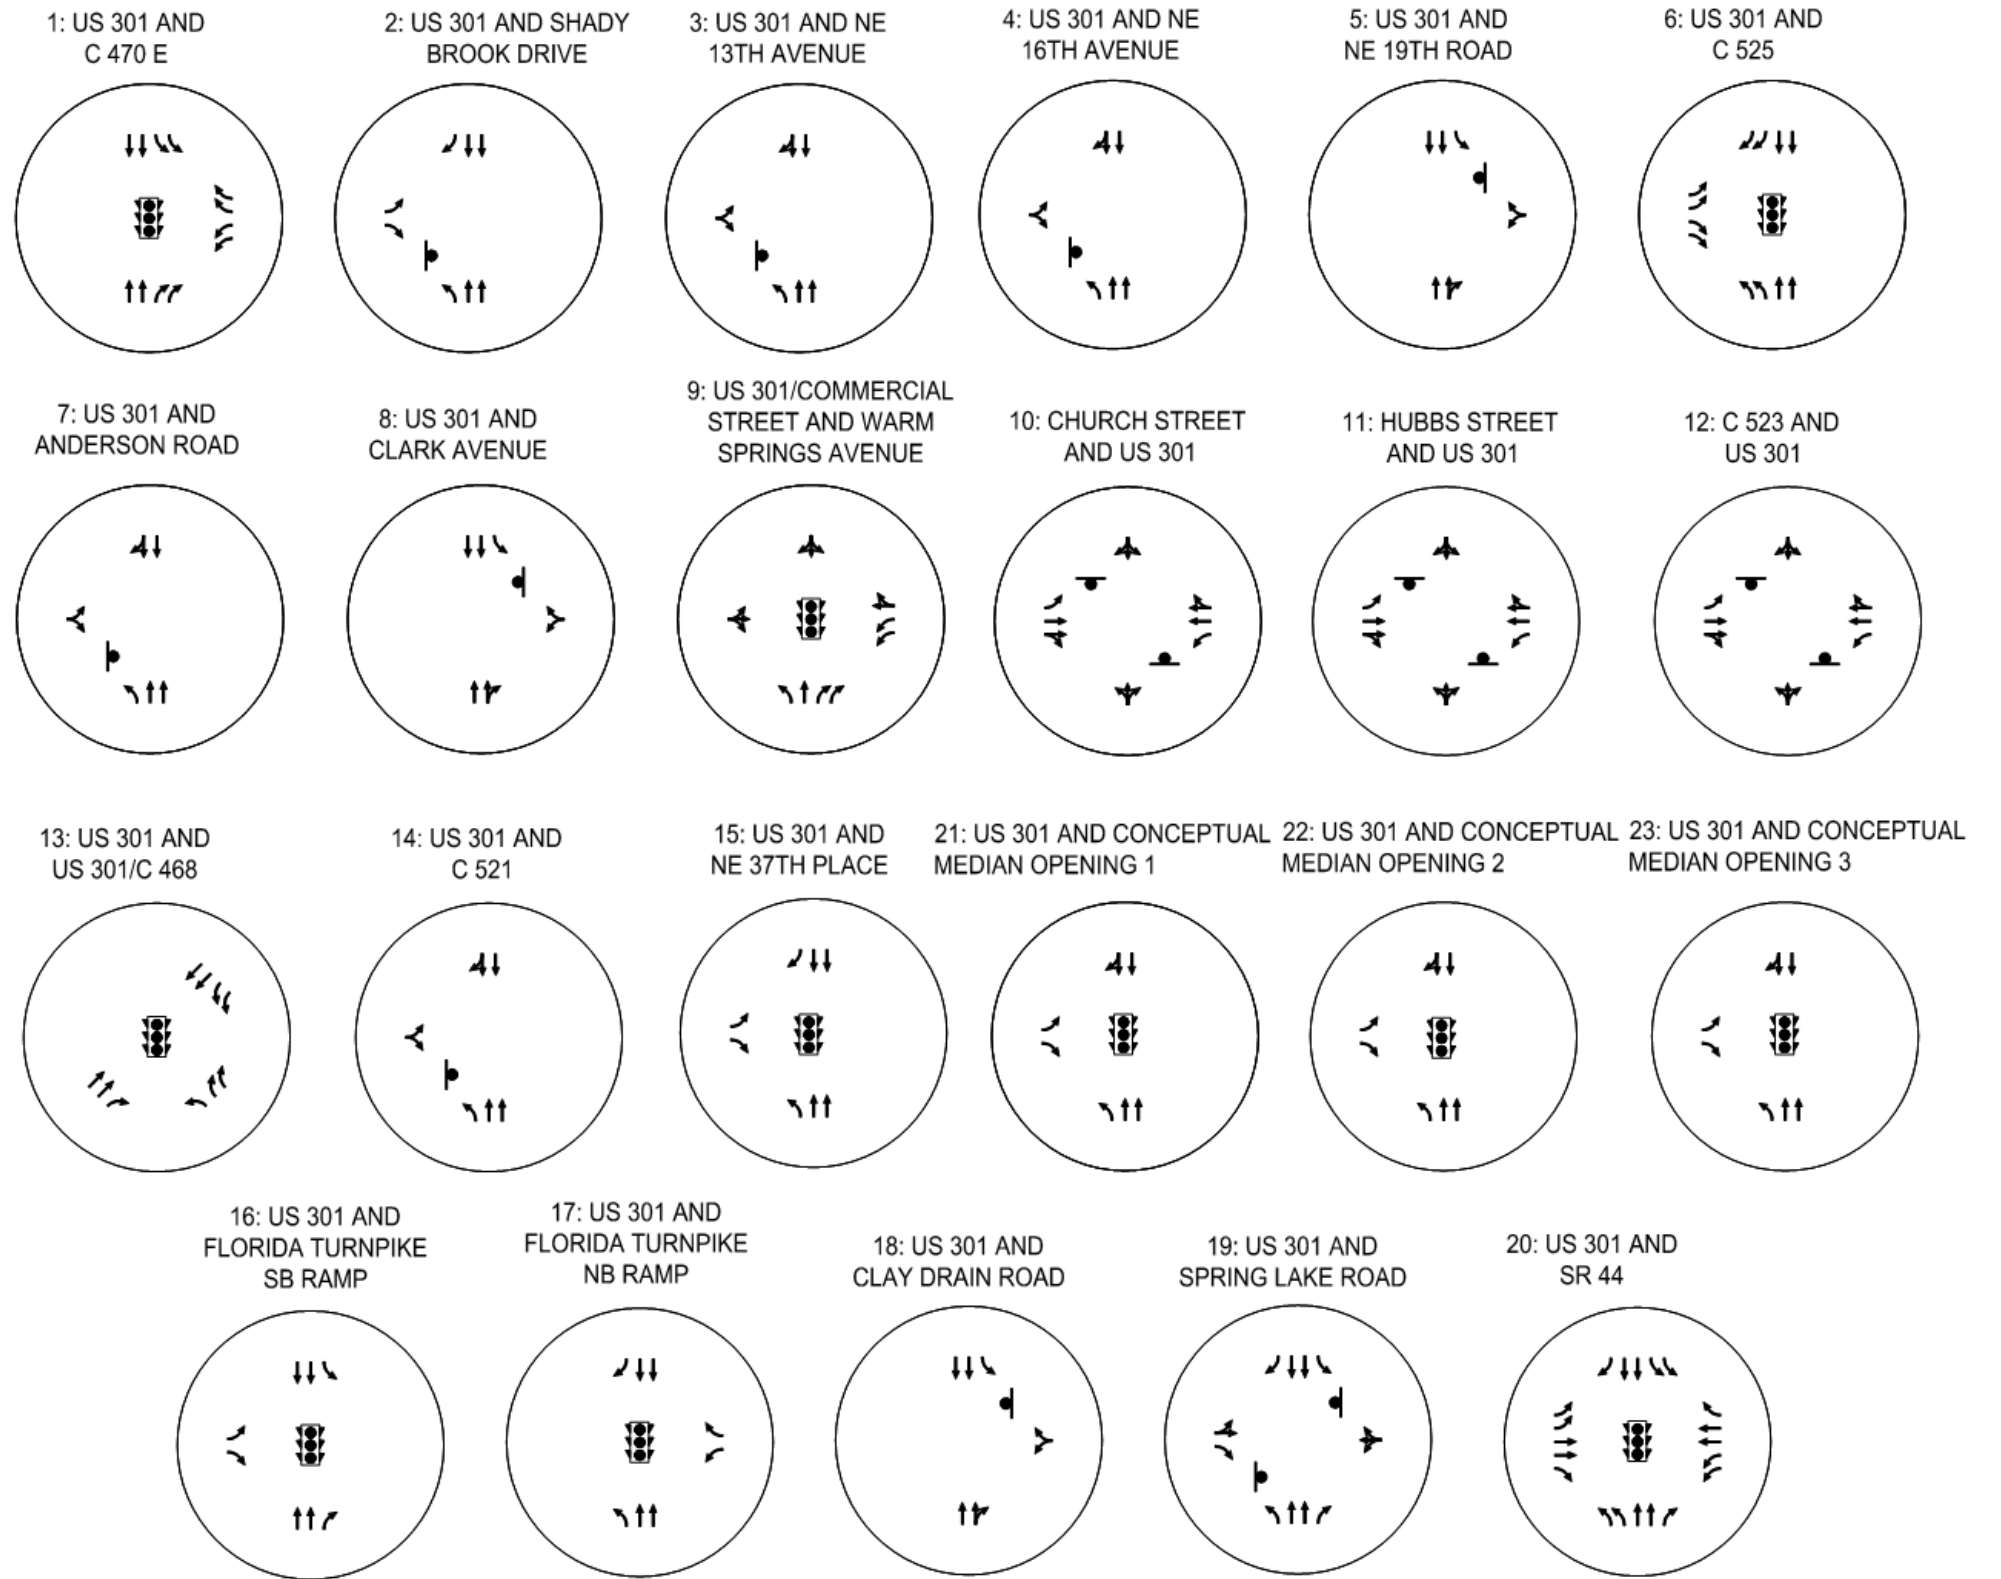 1: US 301 AND
C 470 E
2: US 301 AND SHADY
BROOK DRIVE
3: US 301 AND NE
13TH AVENUE
4: US 301 AND NE
16TH AVENUE
5: US 301 AND
NE 19TH ROAD
6: US 301 AND
C 525
7: US 301 AND
ANDERSON ROAD
8: US 301 AND
CLARK AVENUE
9: US 301/COMMERCIAL
STREET AND WARM
SPRINGS AVENUE
10: CHURCH STREET
AND US 301
11: HUBBS STREET
AND US 301
12: C 523 AND
US 301
13: US 301 AND
US 301/C 468
14: US 301 AND
C 521
15: US 301 AND
NE 37TH PLACE
21: US 301 AND CONCEPTUAL
MEDIAN OPENING 1
22: US 301 AND CONCEPTUAL
MEDIAN OPENING 2
23: US 301 AND CONCEPTUAL
MEDIAN OPENING 3
16: US 301 AND
FLORIDA TURNPIKE
SB RAMP
17: US 301 AND
FLORIDA TURNPIKE
NB RAMP
18: US 301 AND
CLAY DRAIN ROAD
19: US 301 AND
SPRING LAKE ROAD
20: US 301 AND
SR 44